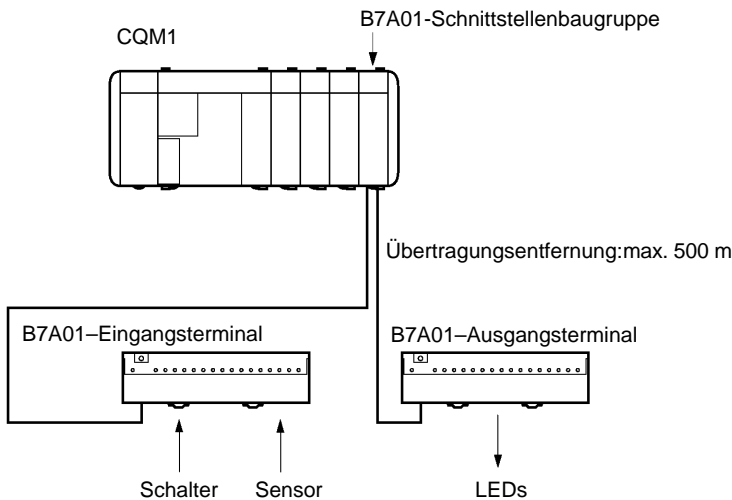 B7A01-Schnittstellenbaugruppe
CQM1
Übertragungsentfernung:max. 500 m
B7A01–Eingangsterminal
B7A01–Ausgangsterminal
Schalter
Sensor
LEDs